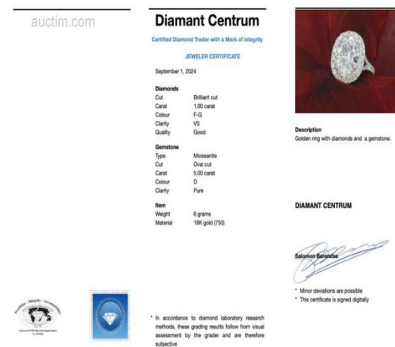 auctim.com
Diamant Centrum
Certified Diamond Trader with a Mark of integrity
JEWELER CERTIFICATE
September 1, 2024
Diamonds
Cut Brilliant cut
Carat 1.00 carat
Colour F-G
Clarity VS
Quality Good
Gemstone
Type Moissanite
Cut Oval cut
Carat 5.00 carat
Colour D
Clarity Pure
Item
Weight 6 grams
Material 18K gold (750)
* In accordance to diamond laboratory research
methods, these grading results follow from visual
assessment by the grader and are therefore
subjective
Description
Golden ring with diamonds and a gemstone.
DIAMANT CENTRUM
Salomon Barendse
* Minor deviations are possible
* This certificate is signed digitally